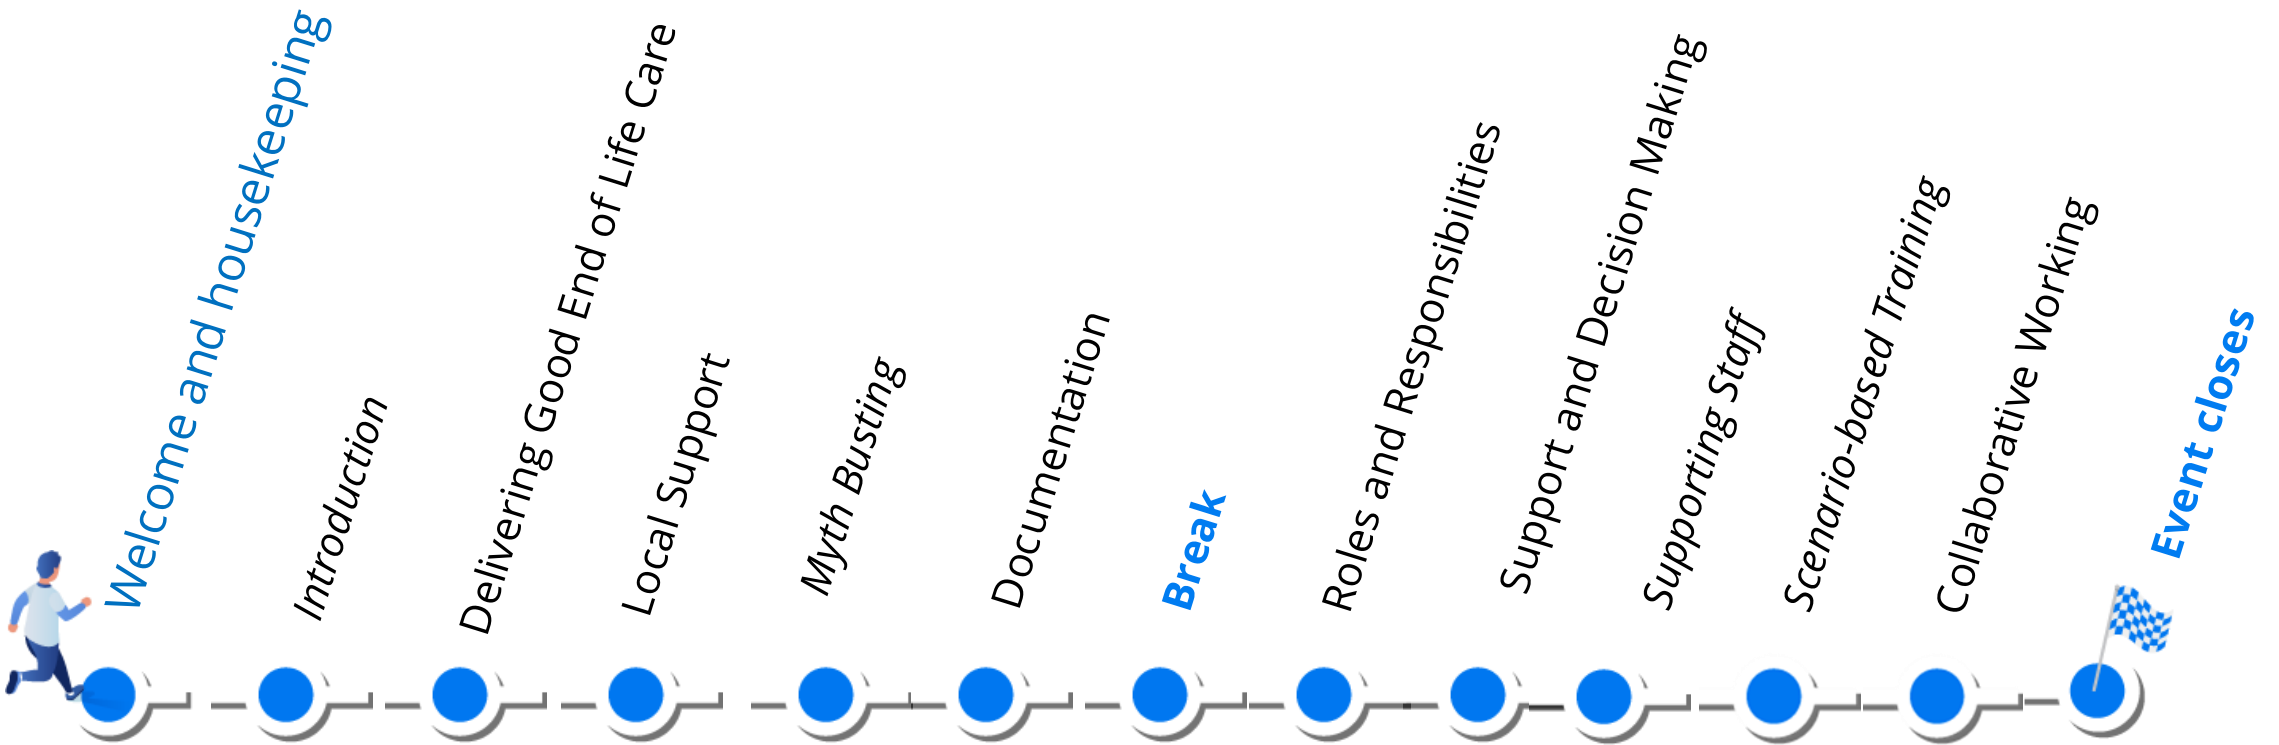 Welcome and housekeeping
Introduction
Delivering Good End of Life Care
Local Support
Myth Busting
Documentation
Break
Roles and Responsibilities
Support and Decision Making
Supporting Staff
Scenario-based Training
Collaborative Working
Event closes